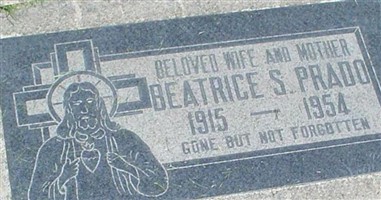 BELOVED WIFE AND MOTHER
BEATRICE S. PRADO
1915 — 1954
GONE BUT NOT FORGOTTEN